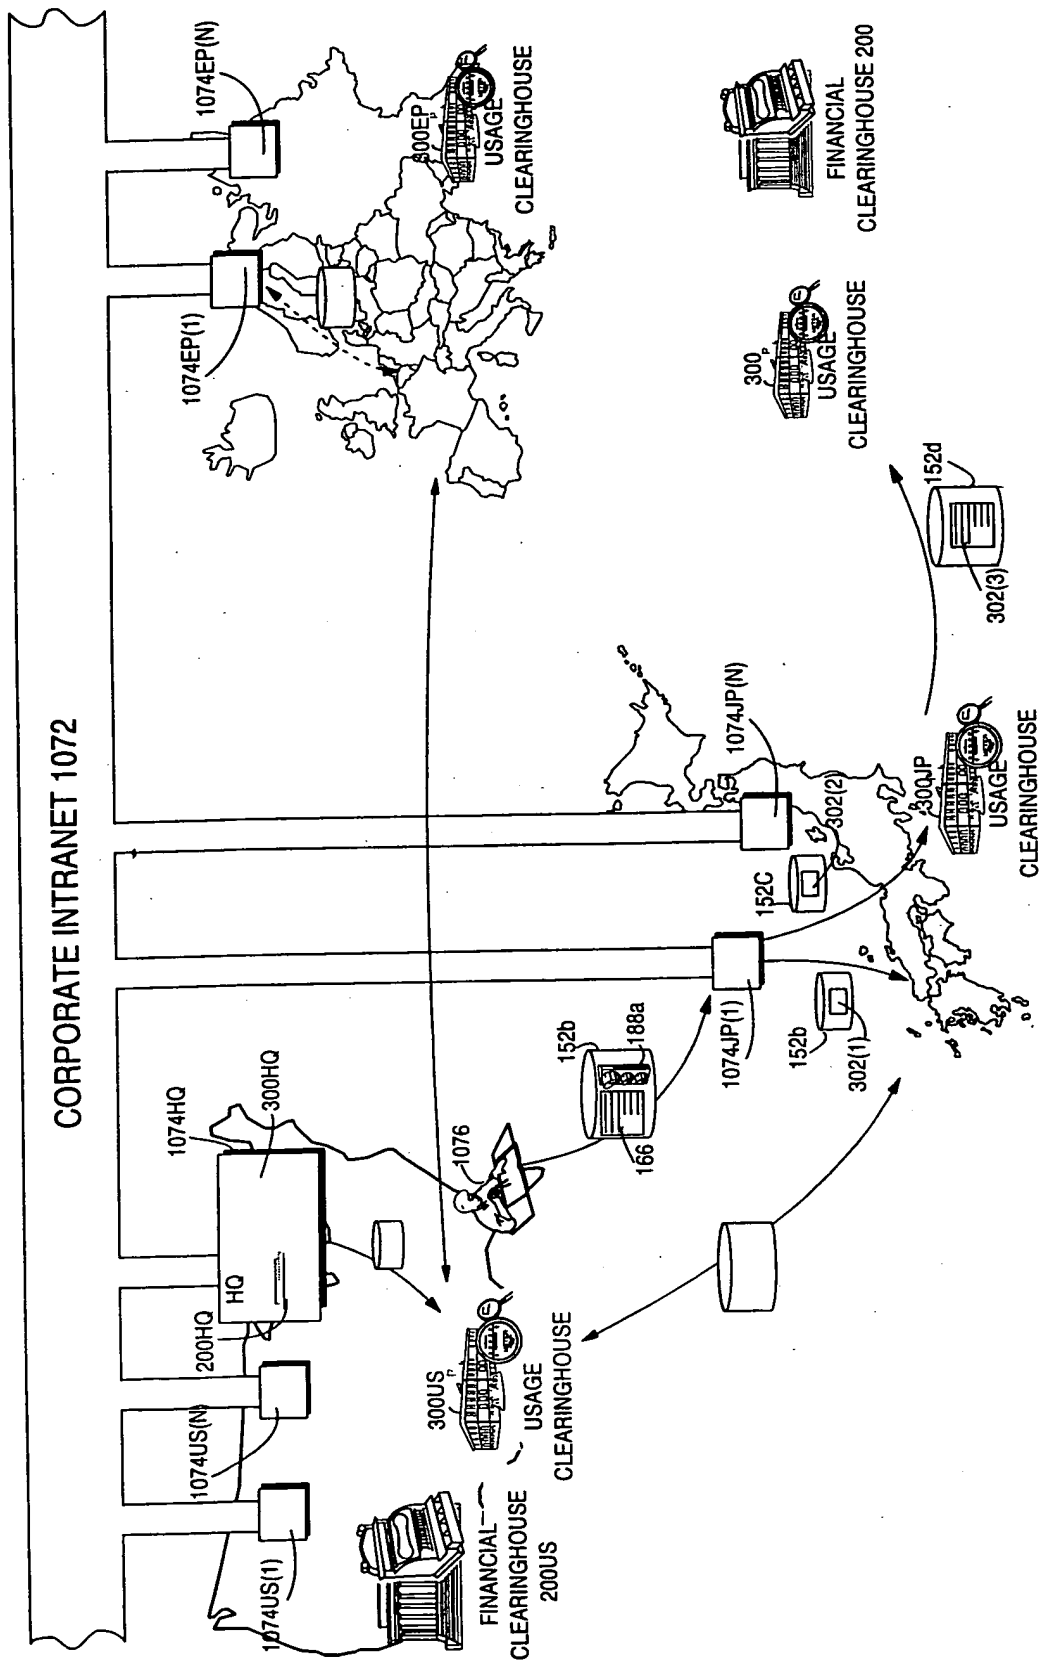 CORPORATE INTRANET 1072
1074US(1)
1074US(N)
200HQ
HQ
1074HQ
300HQ
1074EP(1)
1074EP(N)
FINANCIAL
CLEARINGHOUSE
200US
300US
USAGE
CLEARINGHOUSE
1076
300EP
USAGE
CLEARINGHOUSE
166
152b
188a
1074JP(1)
152b
302(1)
152C
302(2)
1074JP(N)
300JP
USAGE
CLEARINGHOUSE
302(3)
152d
300
USAGE
CLEARINGHOUSE
FINANCIAL
CLEARINGHOUSE 200